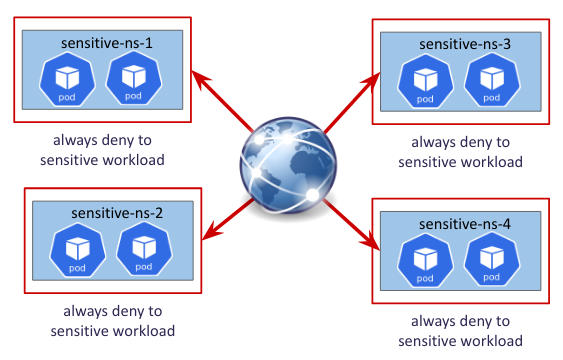 sensitive-ns-1
pod
pod
always deny to
sensitive workload
sensitive-ns-3
pod
pod
always deny to
sensitive workload
sensitive-ns-2
pod
pod
always deny to
sensitive workload
sensitive-ns-4
pod
pod
always deny to
sensitive workload